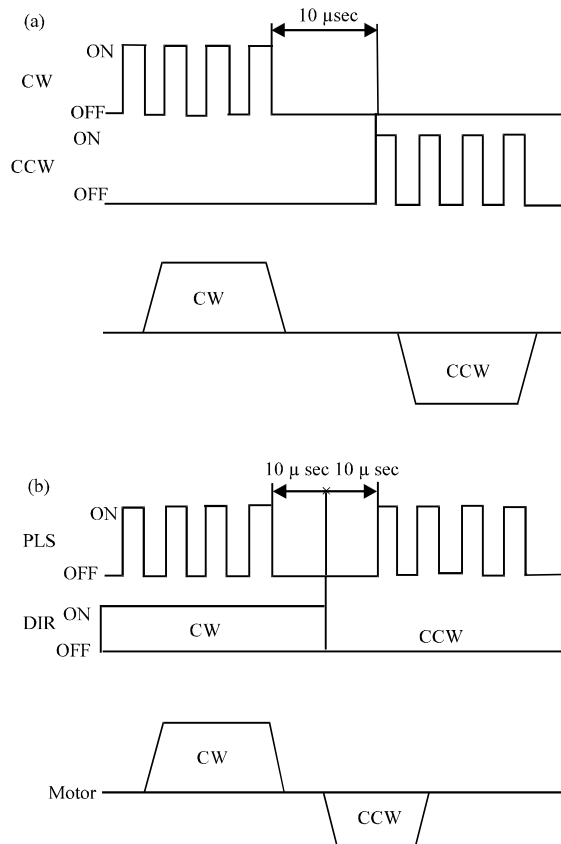 (a)
10 µsec
ON
CW
OFF
ON
CCW
OFF
CW
CCW
(b)
10 µ sec 10 µ sec
ON
PLS
OFF
ON
DIR
CW
CCW
OFF
CW
Motor
CCW